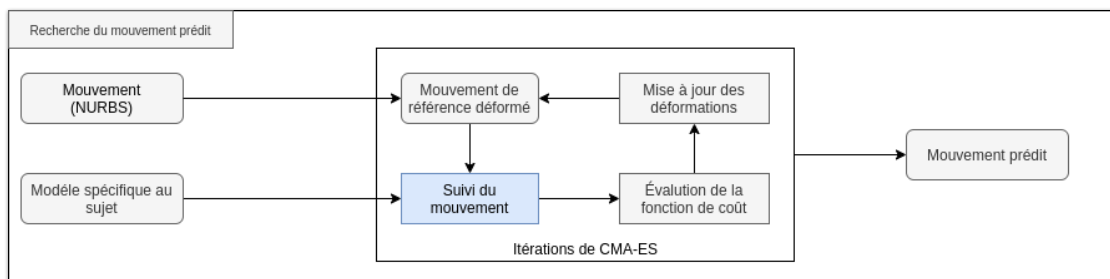 Recherche du mouvement prédit
Mouvement
(NURBS)
Mouvement de
référence déformé
Mise à jour des
déformations
Mouvement prédit
Modéle spécifique au
sujet
Suivi du
mouvement
Évalution de la
fonction de coût
Itérations de CMA-ES